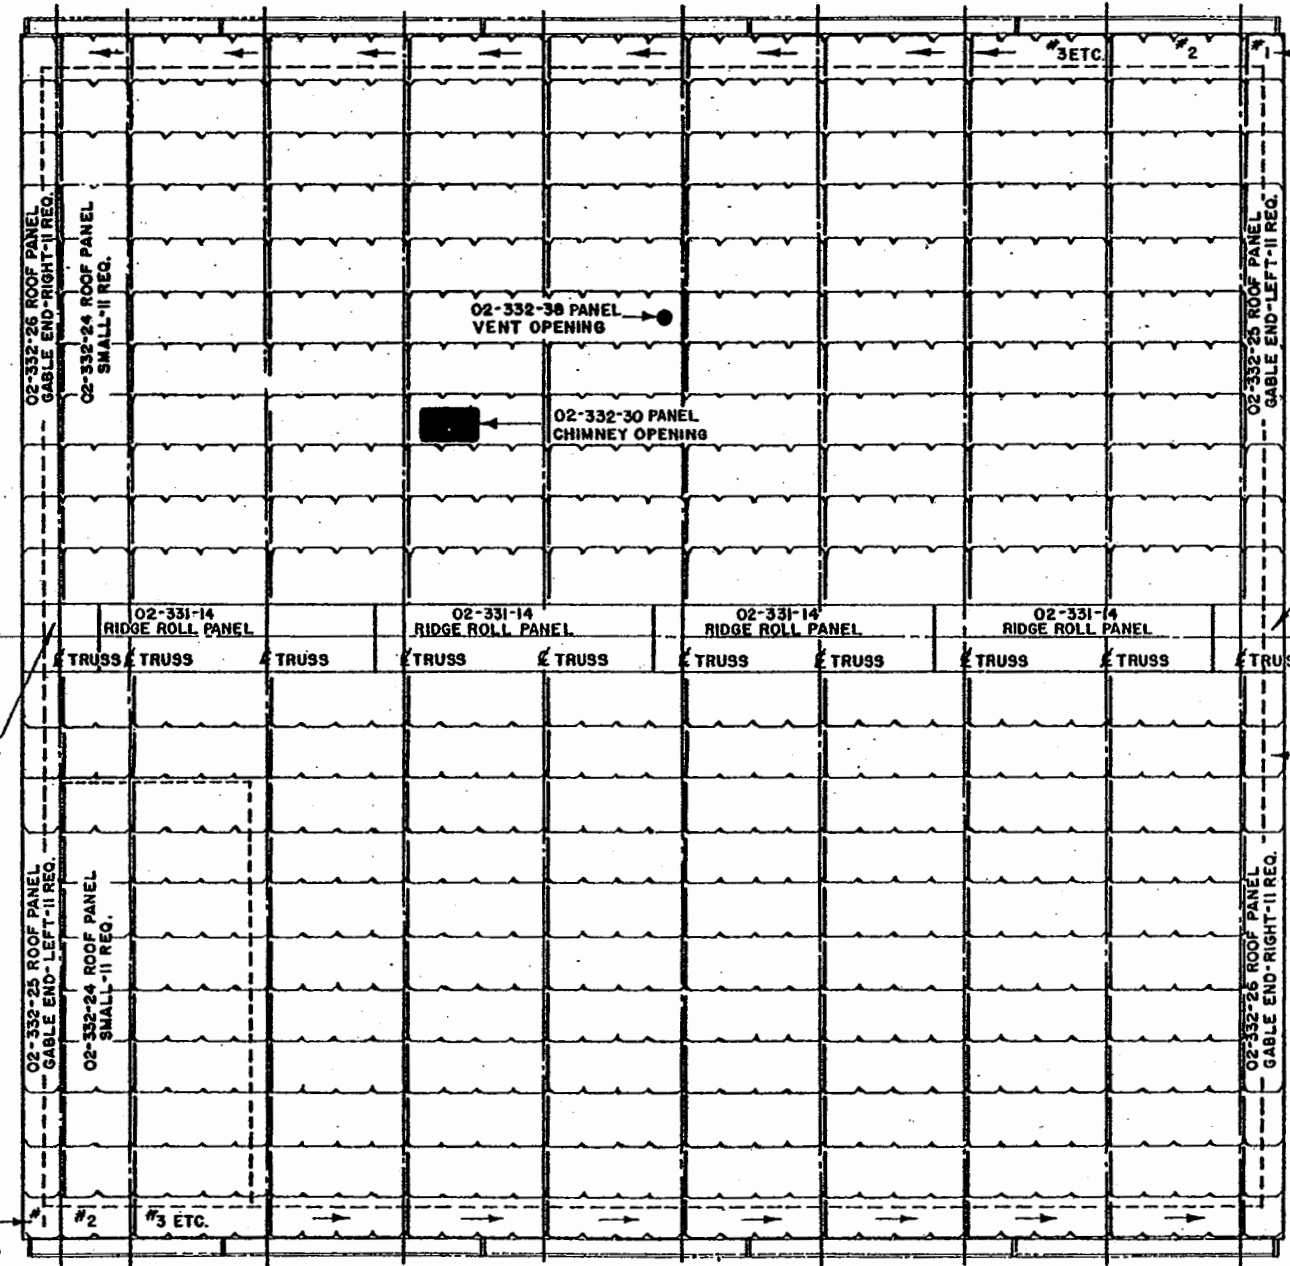 #3 ETC.
#2
#1
02-332-26 ROOF PANEL
GABLE END-RIGHT-11 REQ.
02-332-24 ROOF PANEL
SMALL-11 REQ.
02-332-38 PANEL
VENT OPENING
02-332-30 PANEL
CHIMNEY OPENING
02-332-25 ROOF PANEL
GABLE END-LEFT-11 REQ.
02-331-14
RIDGE ROLL PANEL
02-331-14
RIDGE ROLL PANEL
02-331-14
RIDGE ROLL PANEL
02-331-14
RIDGE ROLL PANEL
℄ TRUSS
℄ TRUSS
℄ TRUSS
℄ TRUSS
℄ TRUSS
℄ TRUSS
℄ TRUSS
℄ TRUSS
℄ TRUSS
℄ TRUS
02-332-25 ROOF PANEL
GABLE END-LEFT-11 REQ.
02-332-24 ROOF PANEL
SMALL-11 REQ.
02-332-26 ROOF PANEL
GABLE END-RIGHT-11 REQ.
#1
#2
#3 ETC.